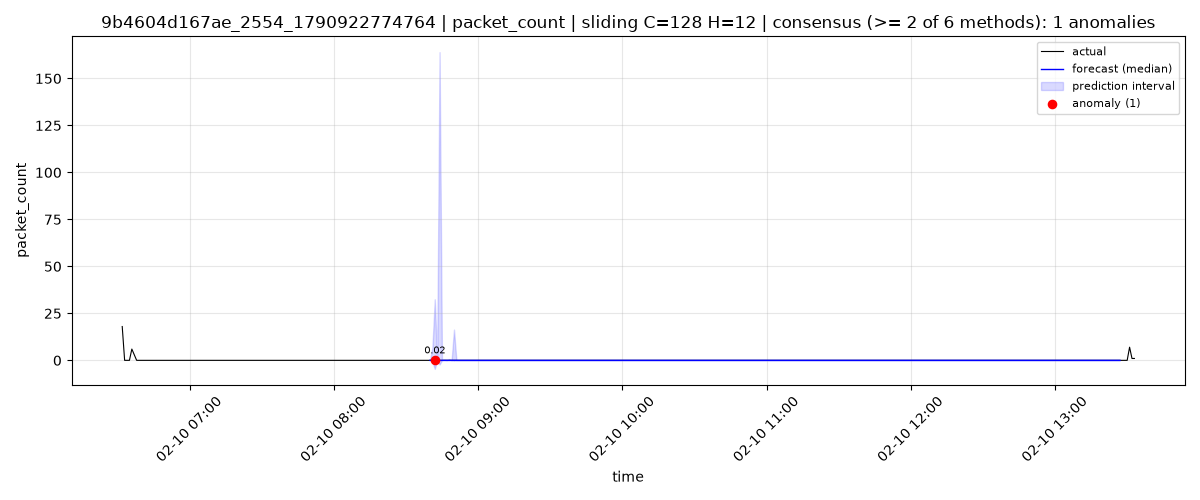 9b4604d167ae_2554_1790922774764 | packet_count | sliding C=128 H=12 | consensus (>= 2 of 6 methods): 1 anomalies
actual
forecast (median)
prediction interval
anomaly (1)
packet_count
150
125
100
75
50
25
0
0.02
02-10 07:00
02-10 08:00
02-10 09:00
02-10 10:00
02-10 11:00
02-10 12:00
02-10 13:00
time